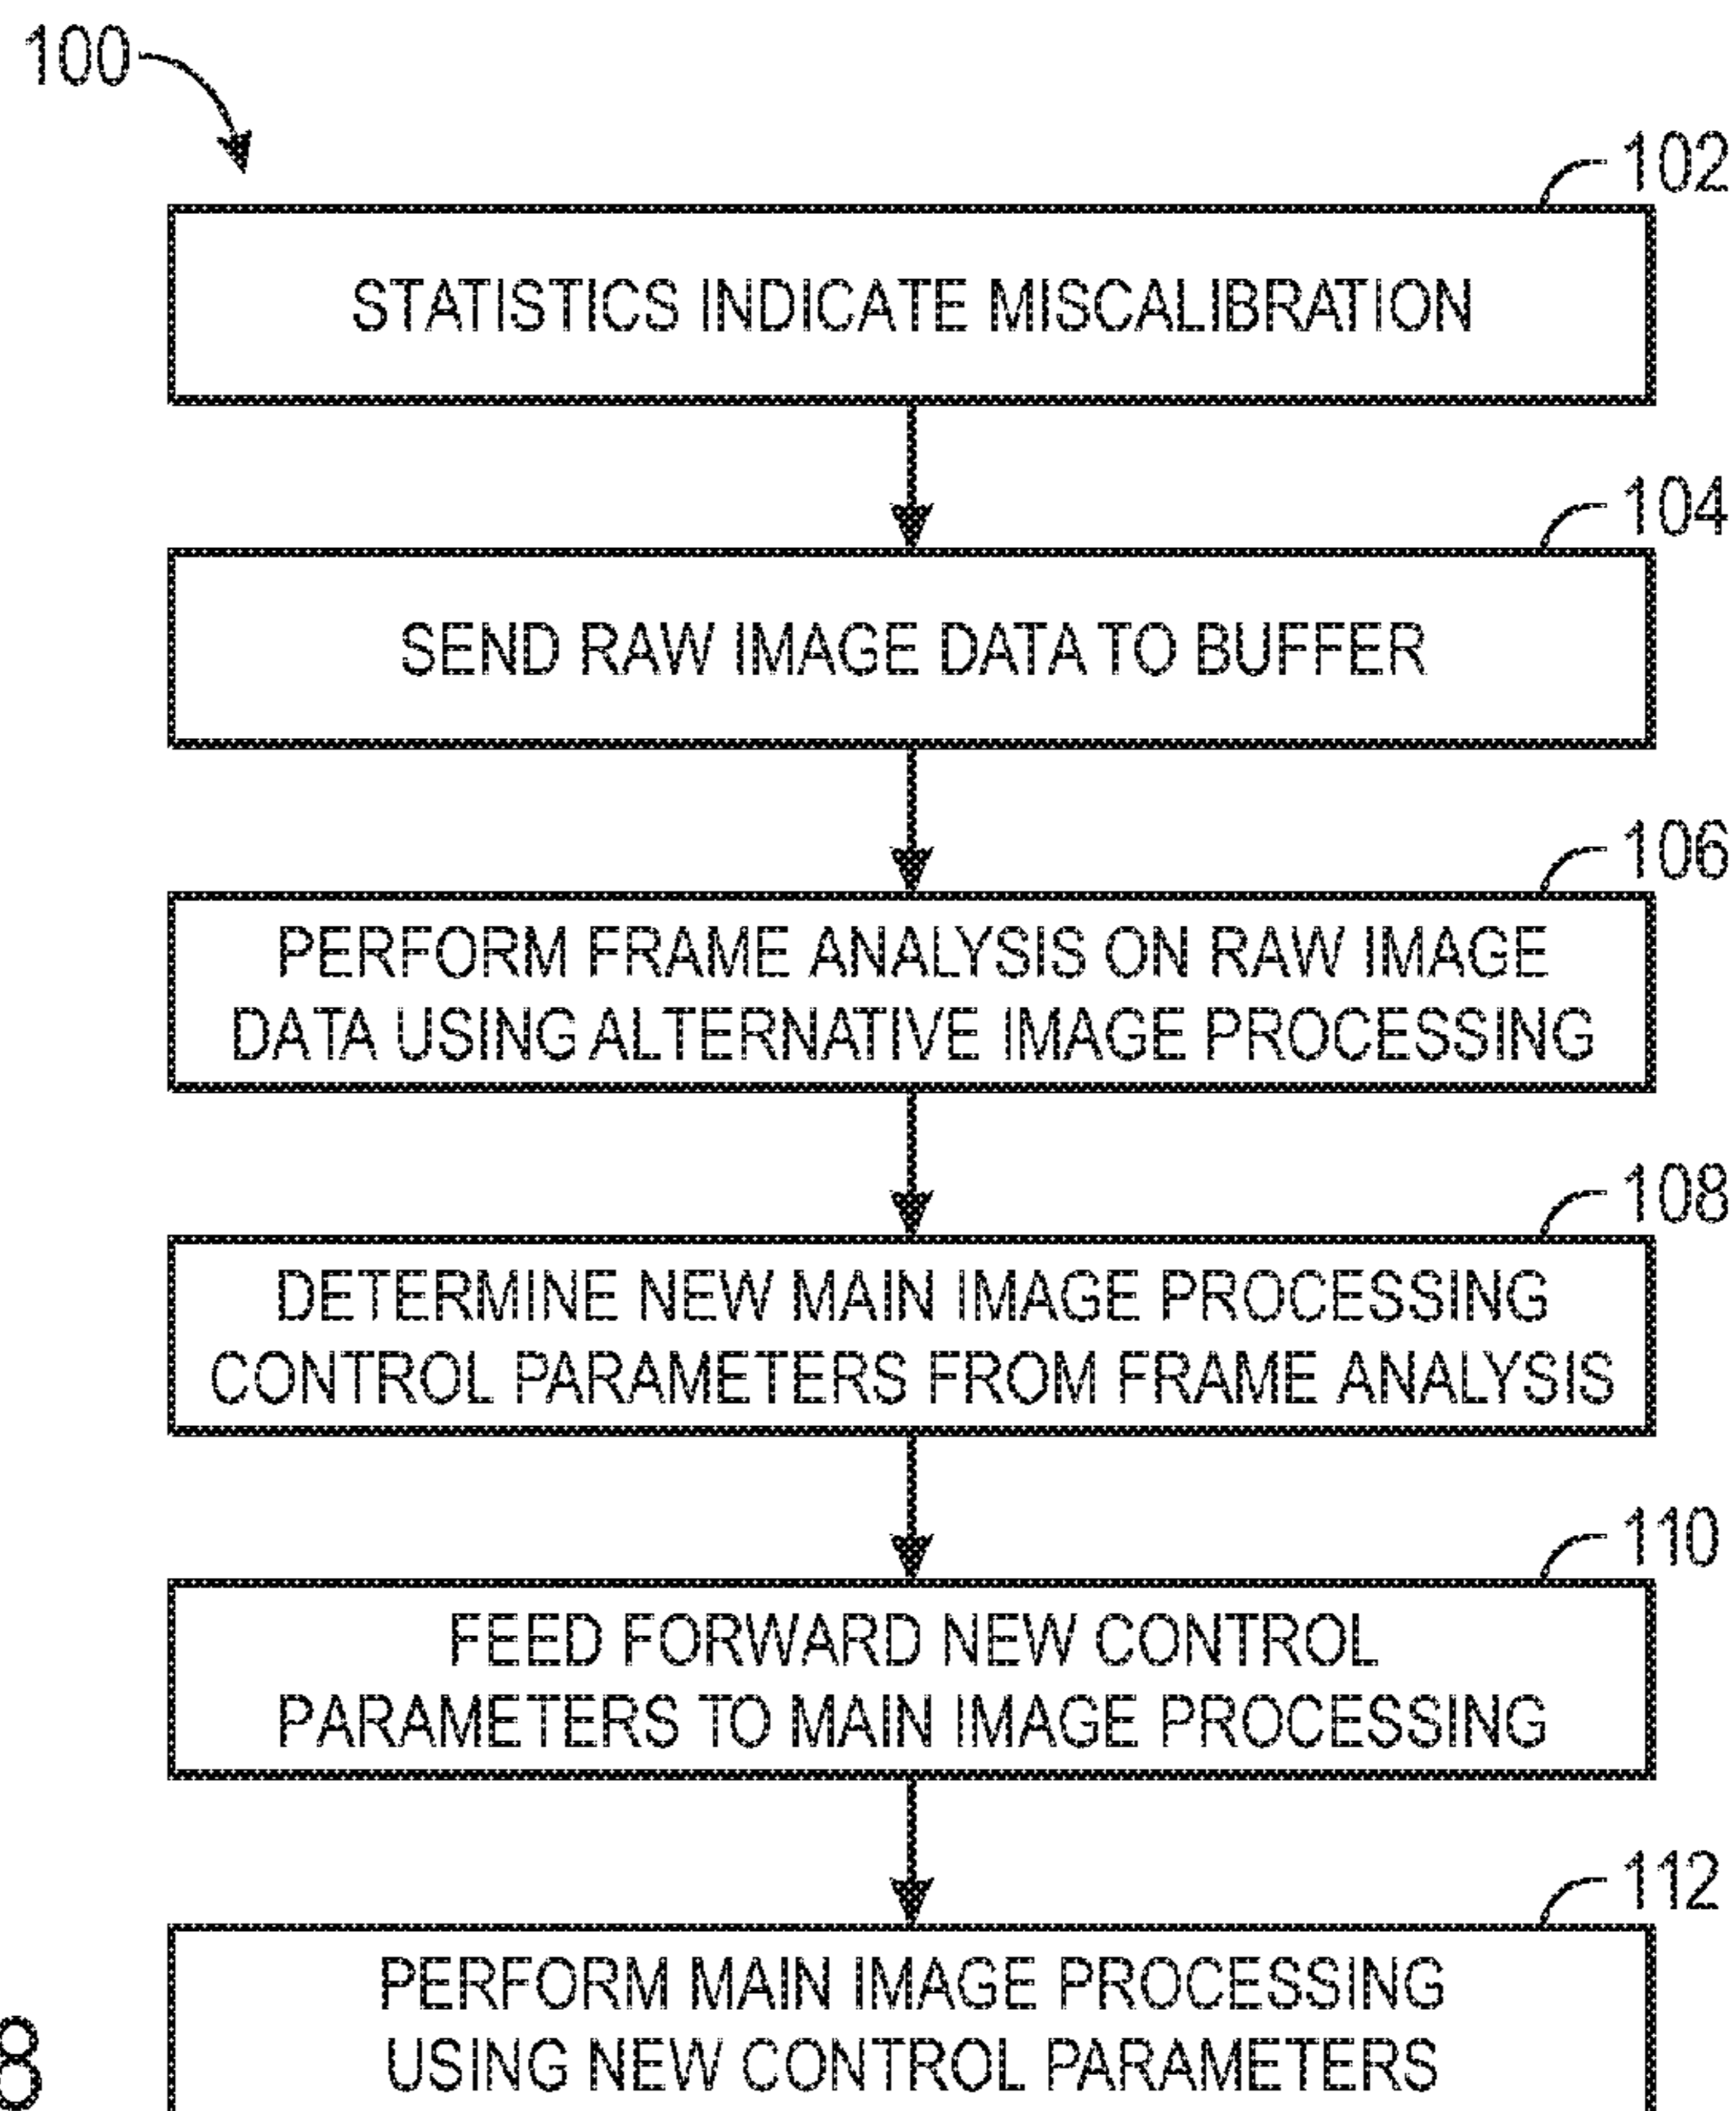 100
102
STATISTICS INDICATE MISCALIBRATION
104
SEND RAW IMAGE DATA TO BUFFER
106
PERFORM FRAME ANALYSIS ON RAW IMAGE
DATA USING ALTERNATIVE IMAGE PROCESSING
108
DETERMINE NEW MAIN IMAGE PROCESSING
CONTROL PARAMETERS FROM FRAME ANALYSIS
110
FEED FORWARD NEW CONTROL
PARAMETERS TO MAIN IMAGE PROCESSING
112
PERFORM MAIN IMAGE PROCESSING
USING NEW CONTROL PARAMETERS
8